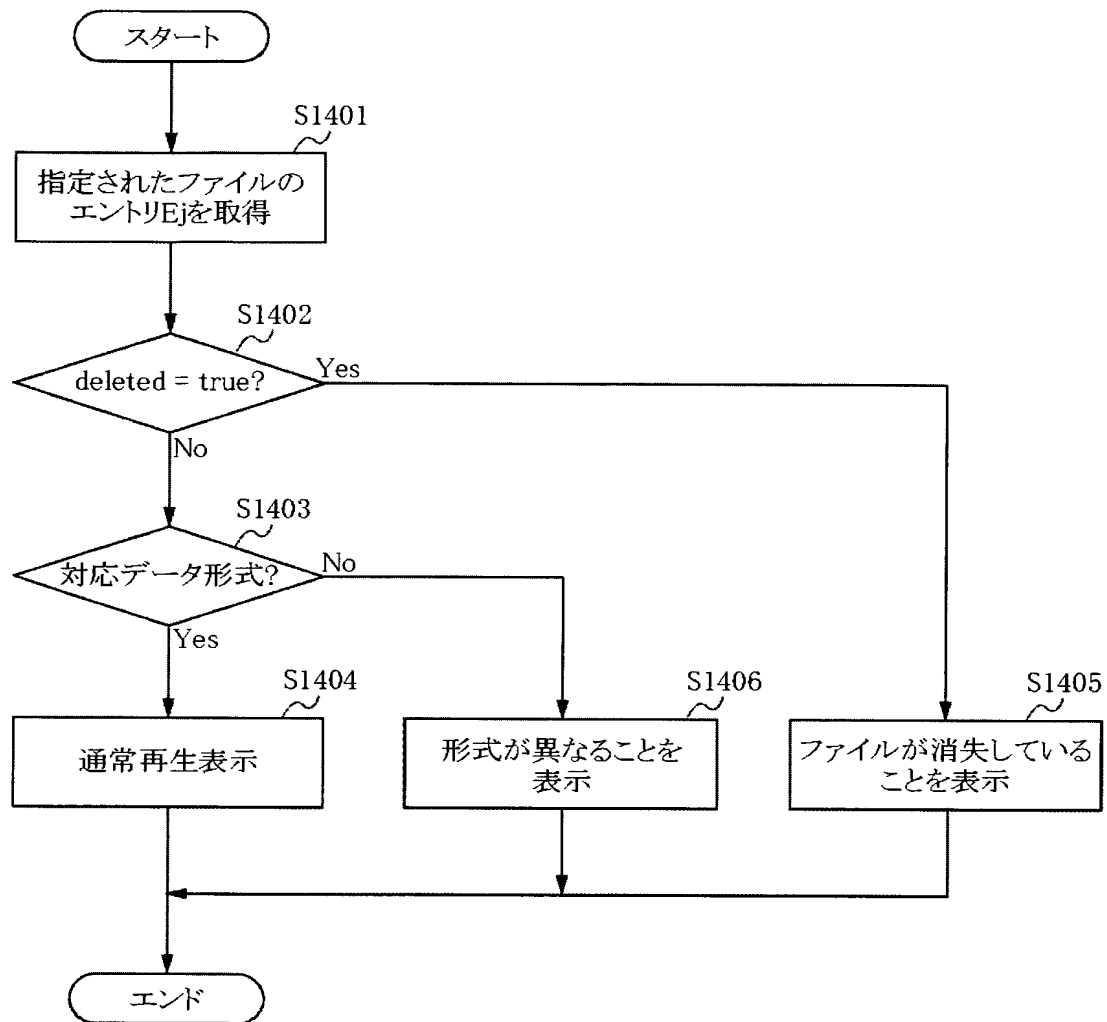 スタート
S1401
指定されたファイルの
エントリEjを取得
S1402
deleted = true?
Yes
No
S1403
対応データ形式?
No
Yes
S1404
通常再生表示
S1406
形式が異なることを
表示
S1405
ファイルが消失している
ことを表示
エンド